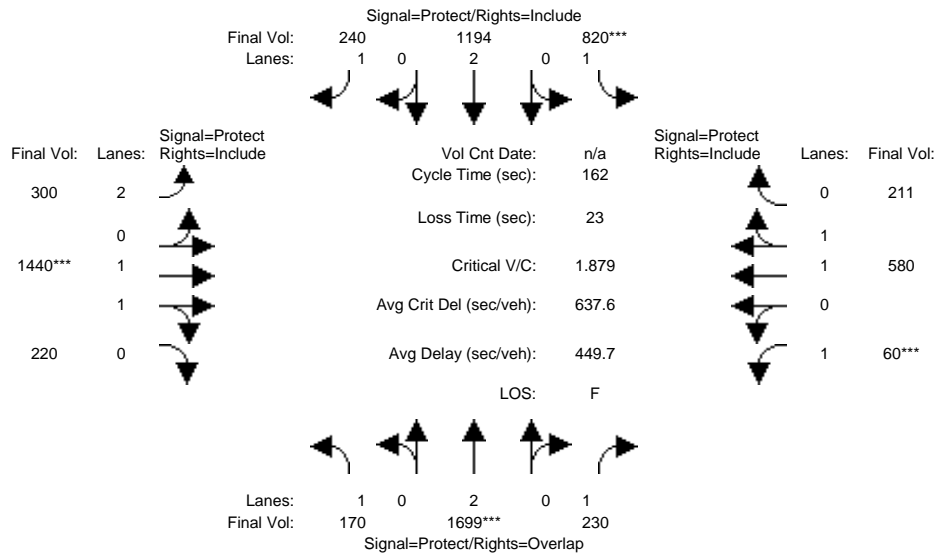 Signal=Protect/Rights=Include
Final Vol: 240 1194 820***
Lanes: 1 0 2 0 1
Signal=Protect Signal=Protect
Final Vol: Lanes: Rights=Include Vol Cnt Date: n/a Rights=Include Lanes: Final Vol:
Cycle Time (sec): 162
300 2 0 211
Loss Time (sec): 23
0 1
1440*** 1 Critical V/C: 1.879 1 580
1 Avg Crit Del (sec/veh): 637.6 0
220 0 Avg Delay (sec/veh): 449.7 1 60***
LOS: F
Lanes: 1 0 2 0 1
Final Vol: 170 1699*** 230
Signal=Protect/Rights=Overlap